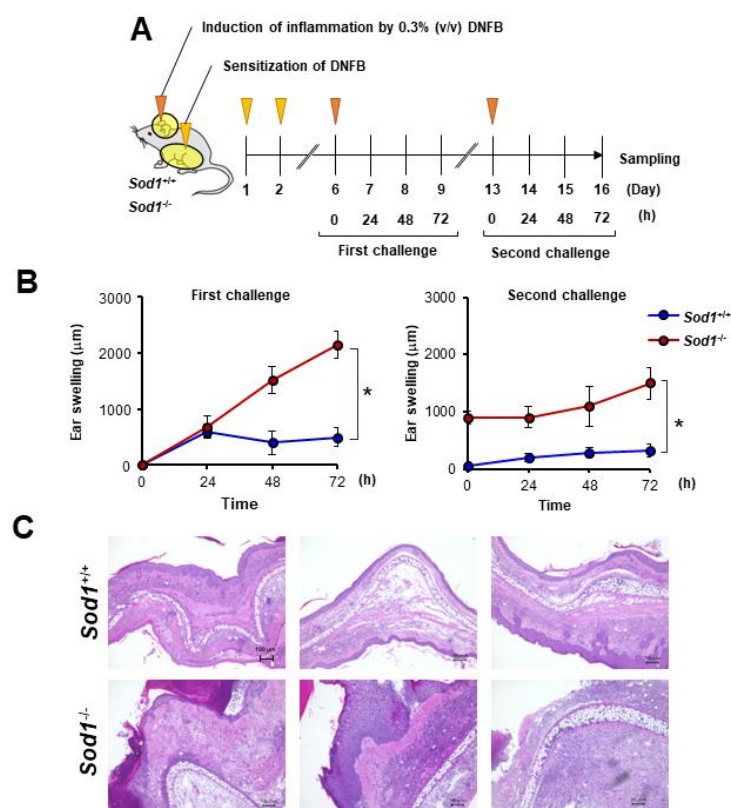 A
Induction of inflammation by 0.3% (v/v) DNFB
Sensitization of DNFB
Sod1+/+
Sod1-/-
1 2 6 7 8 9 13 14 15 16
Sampling
(Day)
0 24 48 72 0 24 48 72
(h)
First challenge
Second challenge
B
First challenge
Ear swelling (μm)
3000
2000
1000
0
0 24 48 72 (h)
Time
*
Second challenge
Ear swelling (μm)
3000
2000
1000
0
0 24 48 72 (h)
Time
*
Sod1+/+
Sod1-/-
C
Sod1+/+
100 μm
Sod1-/-